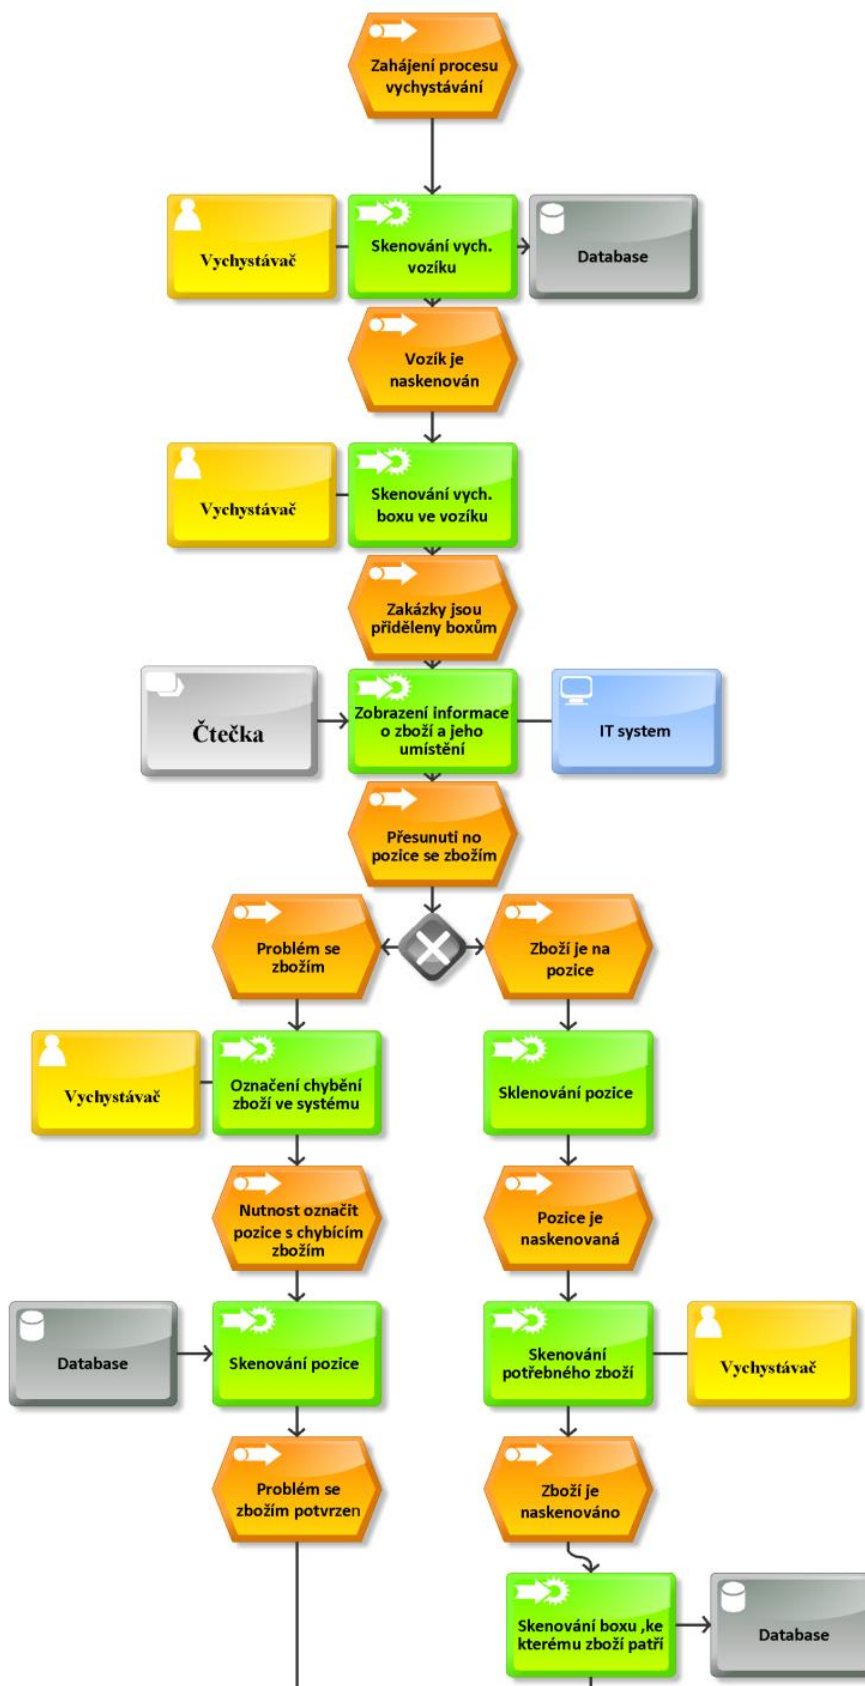 Zahájení procesu
vychystávání
Vychystávač
Skenování vych.
vozíku
Database
Vozík je
naskenován
Vychystávač
Skenování vych.
boxu ve vozíku
Zakázky jsou
přiděleny boxům
Čtečka
Zobrazení informace
o zboží a jeho
umístění
IT system
Přesunuti no
pozice se zbožím
Problém se
zbožím
Zboží je na
pozice
Vychystávač
Označení chybění
zboží ve systému
Sklenování pozice
Nutnost označit
pozice s chybícím
zbožím
Pozice je
naskenovaná
Database
Skenování pozice
Skenování
potřebného zboží
Vychystávač
Problém se
zbožím potvrzen
Zboží je
naskenováno
Skenování boxu ,ke
kterému zboží patří
Database